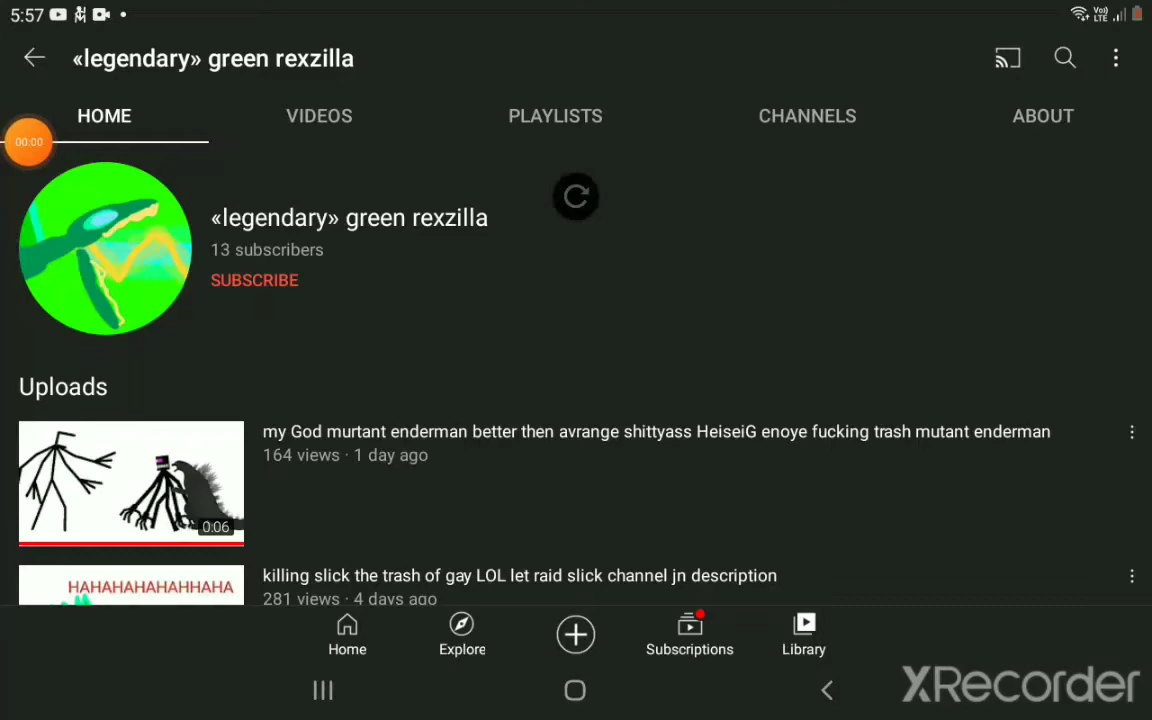 5:57
Vo) LTE
«legendary» green rexzilla
HOME VIDEOS PLAYLISTS CHANNELS ABOUT
00:00
«legendary» green rexzilla
13 subscribers
SUBSCRIBE
Uploads
my God murtant enderman better then avrange shittyass HeiseiG enoye fucking trash mutant enderman
164 views · 1 day ago
0:06
HAHAHAHAHAHHAHA
killing slick the trash of gay LOL let raid slick channel jn description
281 views · 4 days ago
Home Explore Subscriptions Library
XRecorder